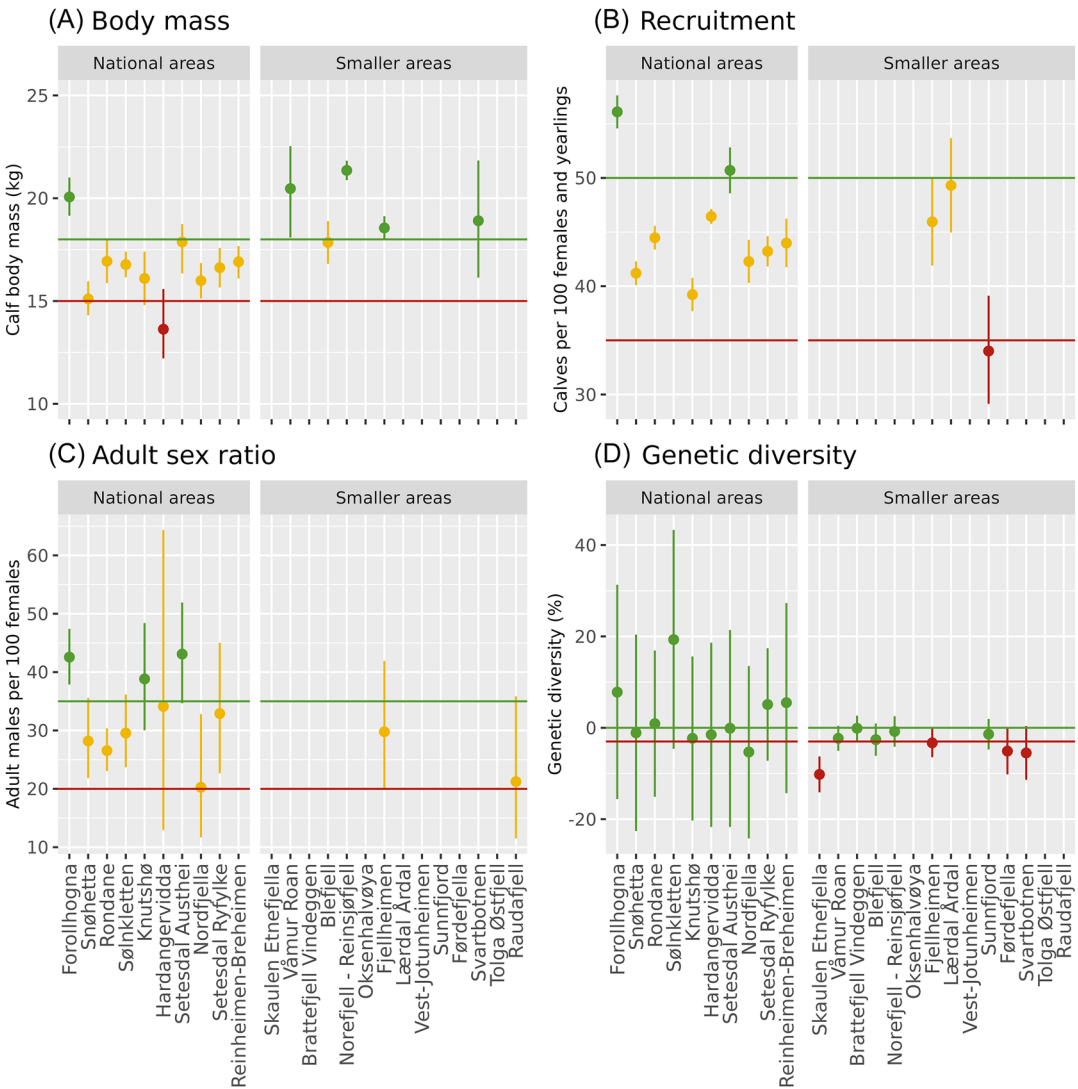 (A) Body mass
National areas
Smaller areas
Calf body mass (kg)
25
20
15
10
(B) Recruitment
National areas
Smaller areas
Calves per 100 females and yearlings
50
40
30
(C) Adult sex ratio
National areas
Smaller areas
Adult males per 100 females
60
50
40
30
20
10
Forollhogna
Snøhetta
Rondane
Sølnkletten
Knutshø
Hardangervidda
Setesdal Austhei
Nordfjella
Setesdal Ryfylke
Reinheimen-Breheimen
Skaulen Etnefjella
Våmur Roan
Brattefjell Vindeggen
Blefjell
Norefjell - Reinsjøfjell
Oksenhalvøya
Fjellheimen
Lærdal Årdal
Vest-Jotunheimen
Sunnfjord
Førdefjella
Svartbotnen
Tolga Østfjell
Raudafjell
(D) Genetic diversity
National areas
Smaller areas
Genetic diversity (%)
40
20
0
-20
Forollhogna
Snøhetta
Rondane
Sølnkletten
Knutshø
Hardangervidda
Setesdal Austhei
Nordfjella
Setesdal Ryfylke
Reinheimen-Breheimen
Skaulen Etnefjella
Våmur Roan
Brattefjell Vindeggen
Blefjell
Norefjell - Reinsjøfjell
Oksenhalvøya
Fjellheimen
Lærdal Årdal
Vest-Jotunheimen
Sunnfjord
Førdefjella
Svartbotnen
Tolga Østfjell
Raudafjell